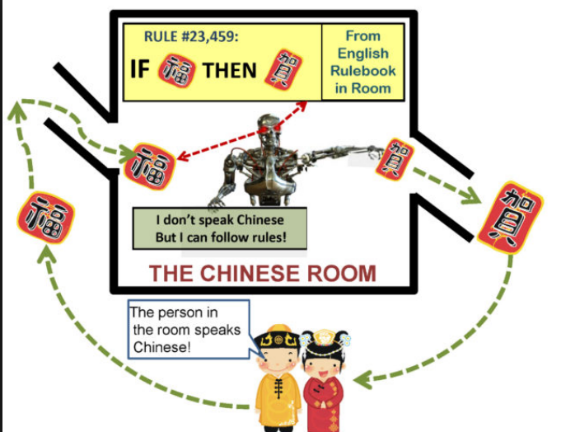 RULE #23,459:
IF 福 THEN 賀
From
English
Rulebook
in Room
福
賀
福
賀
I don't speak Chinese
But I can follow rules!
THE CHINESE ROOM
The person in
the room speaks
Chinese!